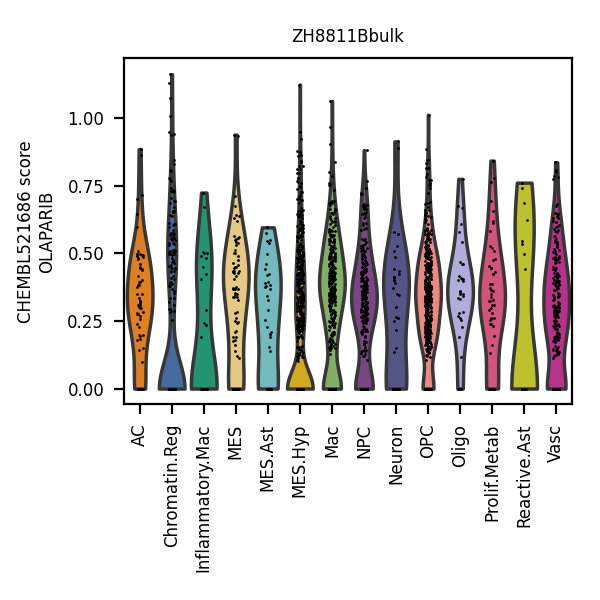 ZH8811Bbulk
CHEMBL521686 score
OLAPARIB
1.00
0.75
0.50
0.25
0.00
AC
Chromatin.Reg
Inflammatory.Mac
MES
MES.Ast
MES.Hyp
Mac
NPC
Neuron
OPC
Oligo
Prolif.Metab
Reactive.Ast
Vasc